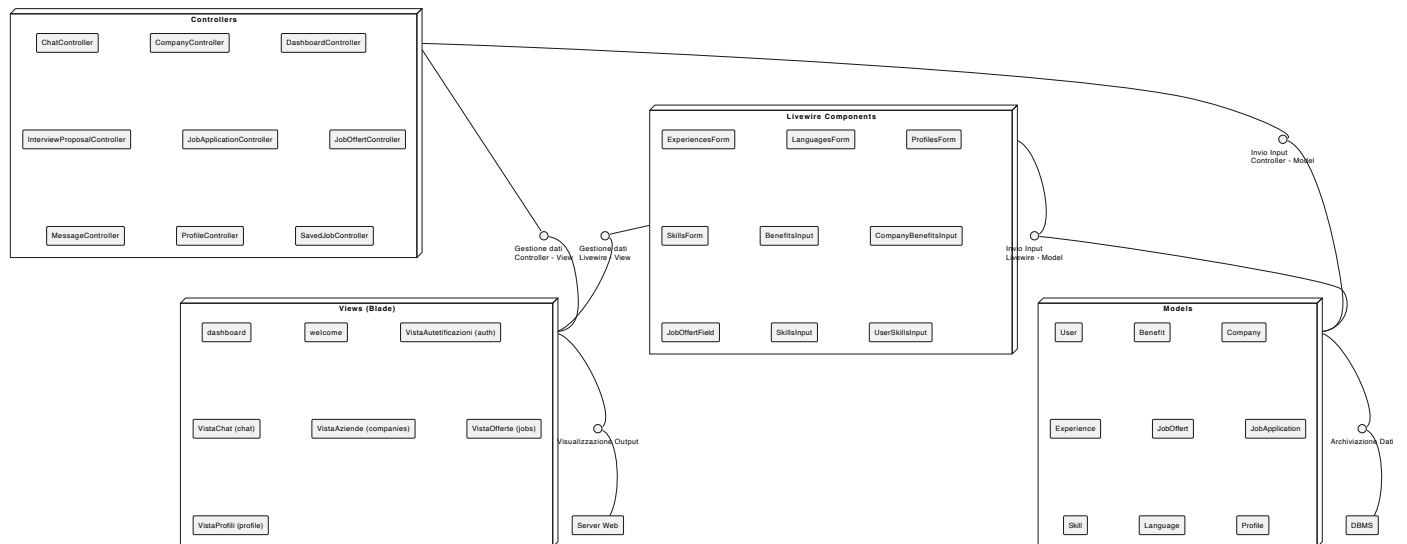 Controllers
ChatController
CompanyController
DashboardController
InterviewProposalController
JobApplicationController
JobOffertController
MessageController
ProfileController
SavedJobController
Livewire Components
ExperiencesForm
LanguagesForm
ProfilesForm
SkillsForm
BenefitsInput
CompanyBenefitsInput
JobOffertField
SkillsInput
UserSkillsInput
Invio Input
Controller - Model
Gestione dati
Controller - View
Gestione dati
Livewire - View
Invio Input
Livewire - Model
Views (Blade)
dashboard
welcome
VistaAutetificazioni (auth)
VistaChat (chat)
VistaAziende (companies)
VistaOfferte (jobs)
VistaProfili (profile)
Visualizzazione Output
Server Web
Models
User
Benefit
Company
Experience
JobOffert
JobApplication
Skill
Language
Profile
Archiviazione Dati
DBMS